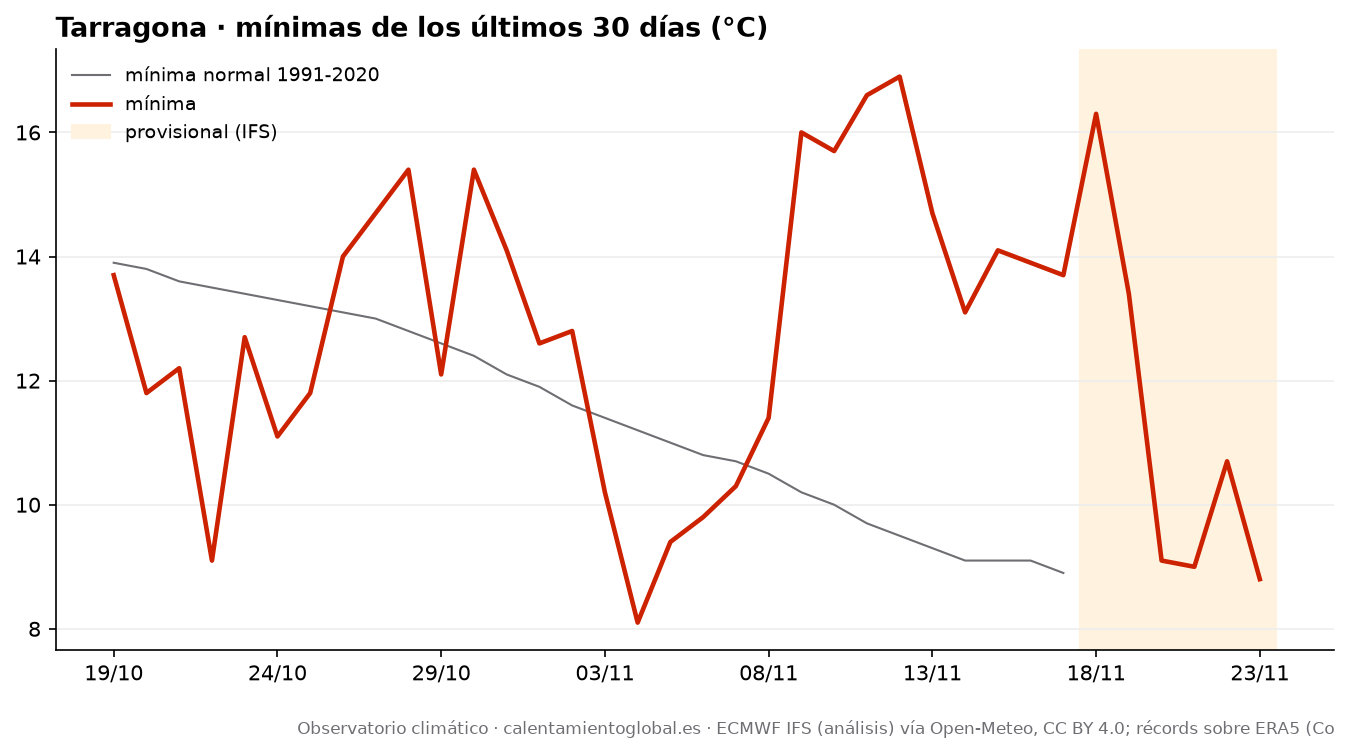 Tarragona · mínimas de los últimos 30 días (°C)
mínima normal 1991-2020
mínima
provisional (IFS)
16
14
12
10
8
19/10 24/10 29/10 03/11 08/11 13/11 18/11 23/11
Observatorio climático · calentamientoglobal.es · ECMWF IFS (análisis) vía Open-Meteo, CC BY 4.0; récords sobre ERA5 (Co